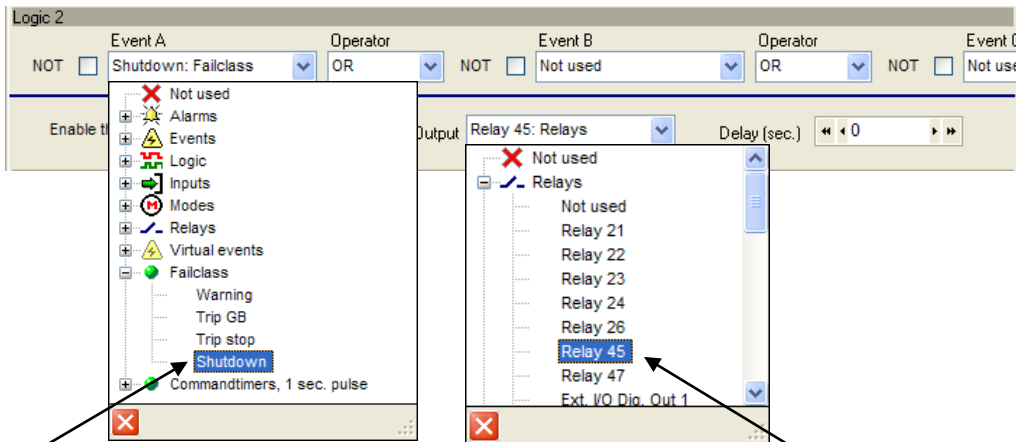 Logic 2
Event A Operator Event B Operator Event C
NOT Shutdown: Failclass OR NOT Not used OR NOT Not use
Enable th Output Relay 45: Relays Delay (sec.) 0
Not used
Alarms
Events
Logic
Inputs
Modes
Relays
Virtual events
Failclass
Warning
Trip GB
Trip stop
Shutdown
Commandtimers, 1 sec. pulse
Not used
Relays
Not used
Relay 21
Relay 22
Relay 23
Relay 24
Relay 26
Relay 45
Relay 47
Ext. I/O Dig. Out 1